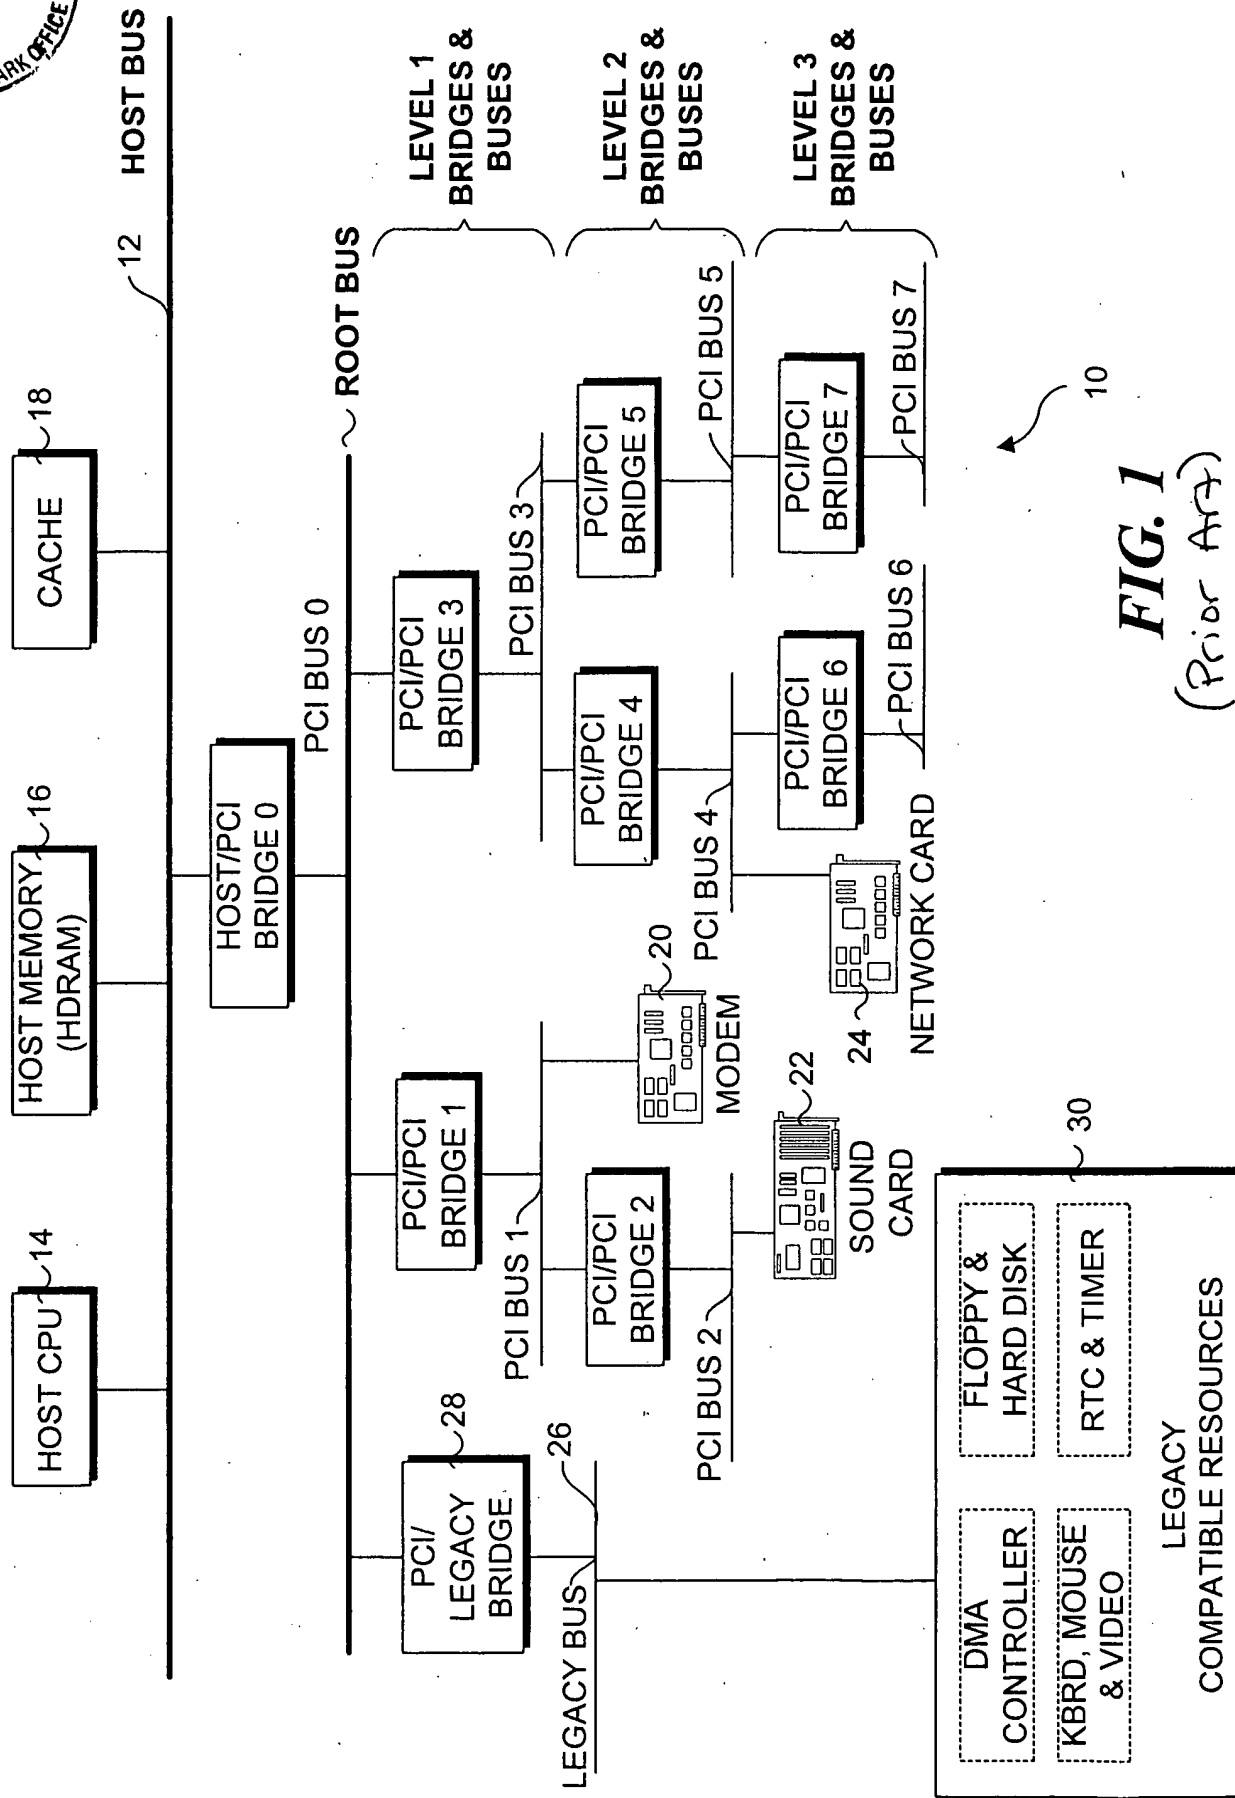 ARK OFFICE
HOST CPU
14
HOST MEMORY
(HDRAM)
16
CACHE
18
12
HOST BUS
HOST/PCI
BRIDGE 0
PCI BUS 0
ROOT BUS
PCI/
LEGACY
BRIDGE
28
PCI/PCI
BRIDGE 1
PCI/PCI
BRIDGE 3
LEVEL 1
BRIDGES &
BUSES
LEGACY BUS
26
PCI BUS 1
PCI BUS 3
PCI/PCI
BRIDGE 2
20
MODEM
PCI/PCI
BRIDGE 4
PCI/PCI
BRIDGE 5
LEVEL 2
BRIDGES &
BUSES
PCI BUS 2
PCI BUS 4
PCI BUS 5
22
SOUND
CARD
24
NETWORK CARD
PCI/PCI
BRIDGE 6
PCI/PCI
BRIDGE 7
LEVEL 3
BRIDGES &
BUSES
PCI BUS 6
PCI BUS 7
30
DMA
CONTROLLER
FLOPPY &
HARD DISK
KBRD, MOUSE
& VIDEO
RTC & TIMER
LEGACY
COMPATIBLE RESOURCES
10
FIG. 1
(Prior Art)